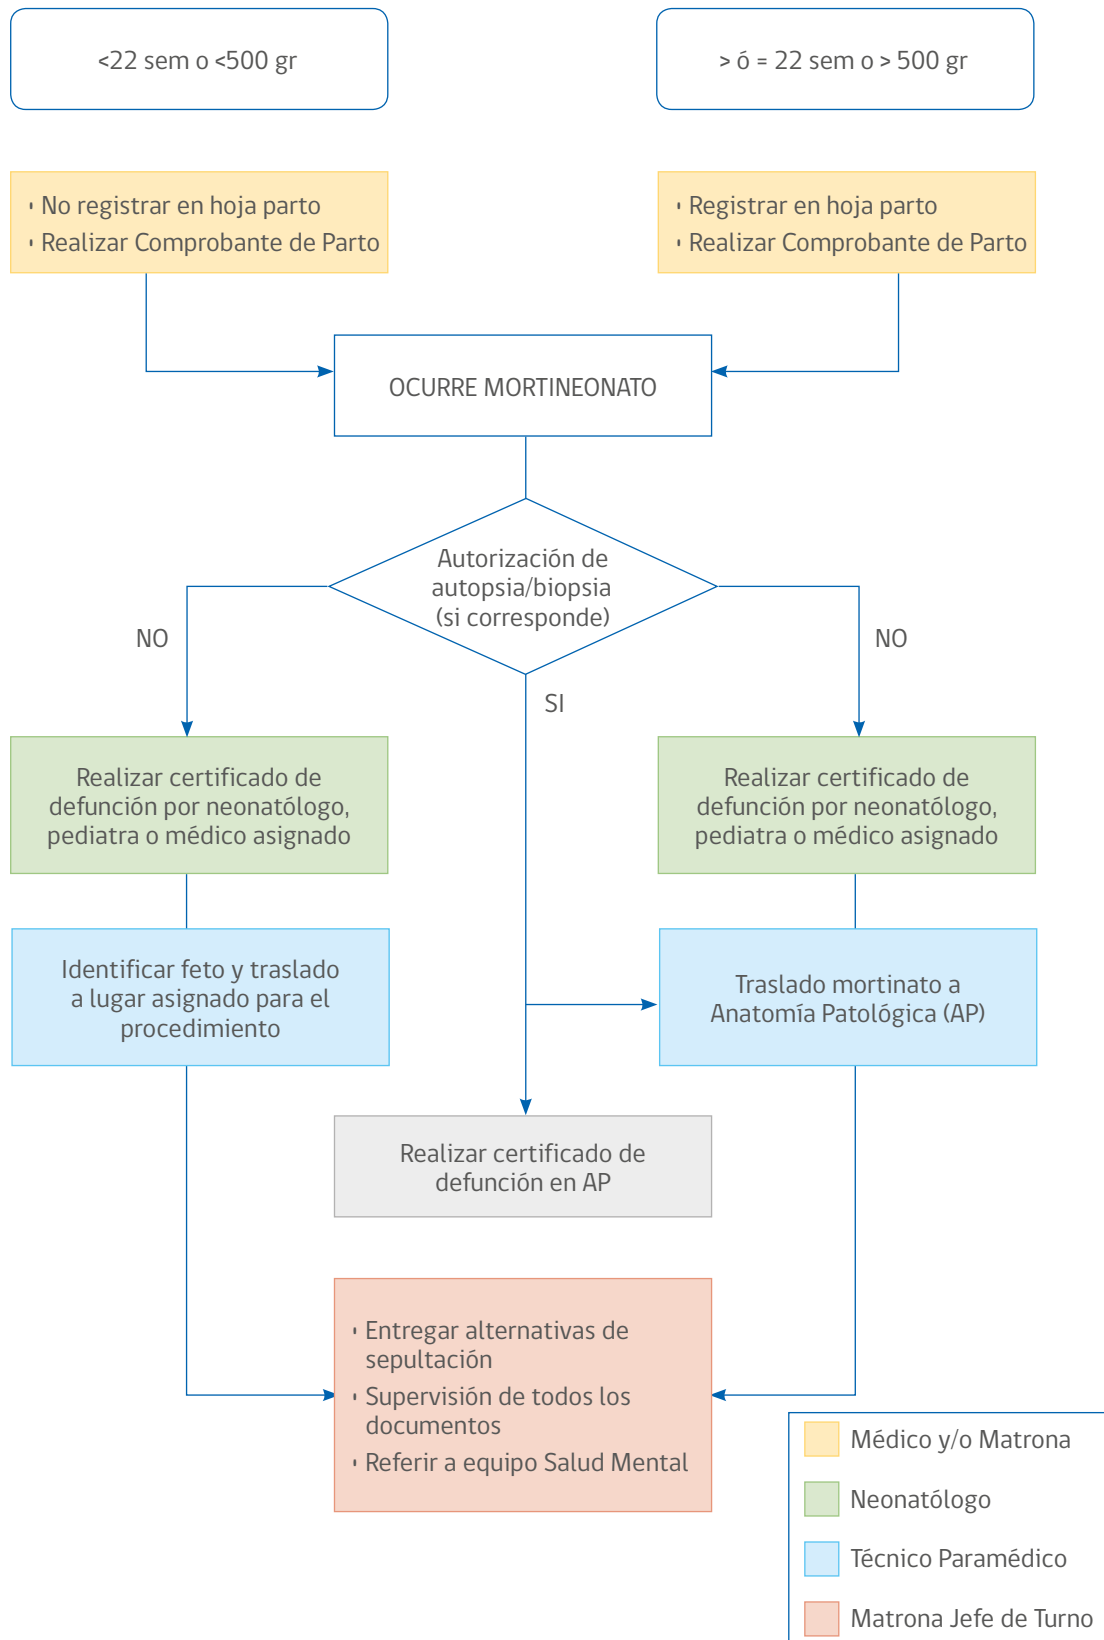 <22 sem o <500 gr
> ó = 22 sem o > 500 gr
• No registrar en hoja parto
• Realizar Comprobante de Parto
• Registrar en hoja parto
• Realizar Comprobante de Parto
OCURRE MORTINEONATO
Autorización de
autopsia/biopsia
(si corresponde)
NO
NO
SI
Realizar certificado de
defunción por neonatólogo,
pediatra o médico asignado
Realizar certificado de
defunción por neonatólogo,
pediatra o médico asignado
Identificar feto y traslado
a lugar asignado para el
procedimiento
Traslado mortinato a
Anatomía Patológica (AP)
Realizar certificado de
defunción en AP
• Entregar alternativas de
sepultación
• Supervisión de todos los
documentos
• Referir a equipo Salud Mental
Médico y/o Matrona
Neonatólogo
Técnico Paramédico
Matrona Jefe de Turno